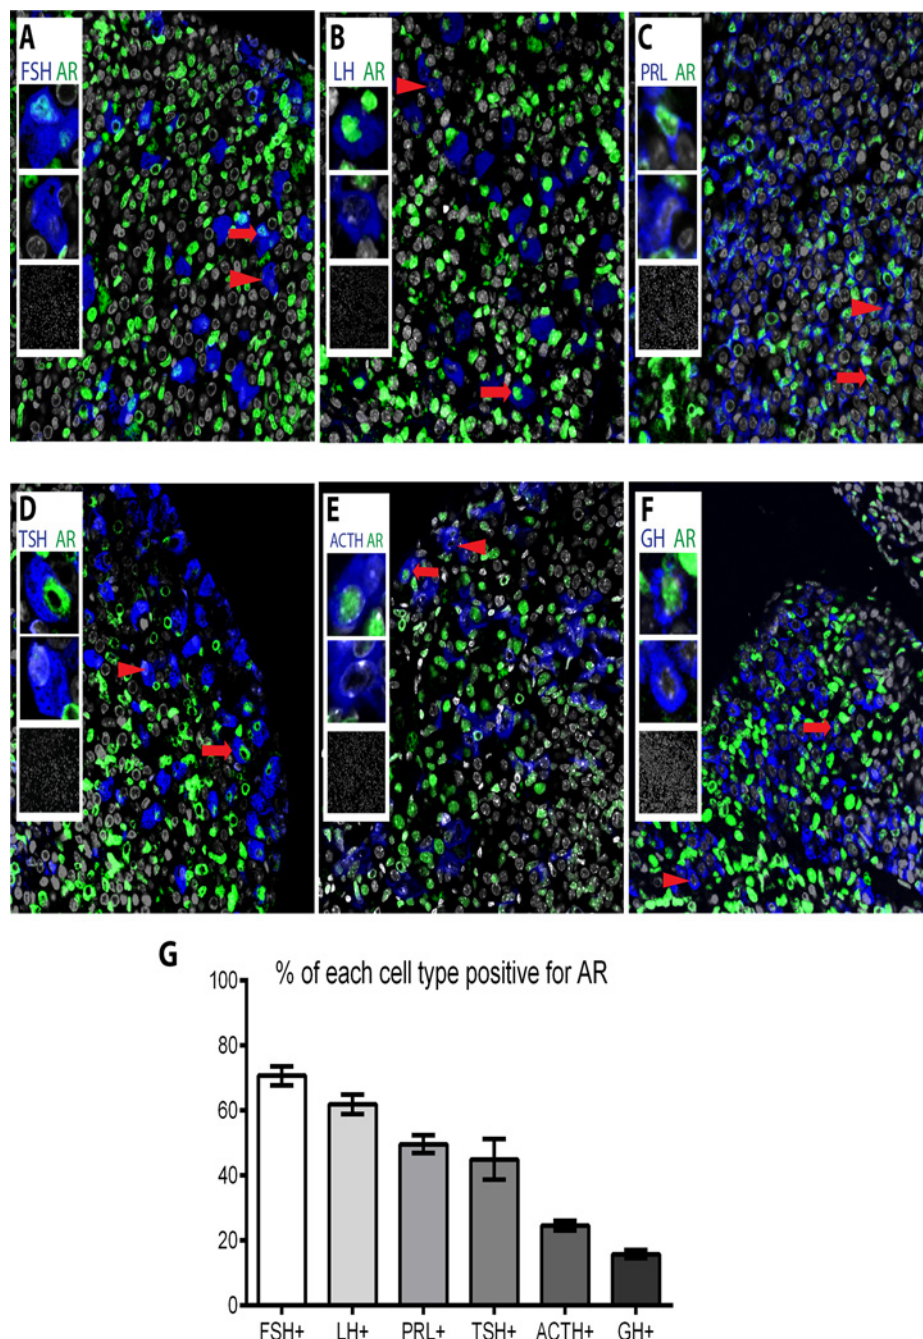 A
FSH AR
B
LH AR
C
PRL AR
D
TSH AR
E
ACTH AR
F
GH AR
G
% of each cell type positive for AR
100
80
60
40
20
0
FSH+ LH+ PRL+ TSH+ ACTH+ GH+